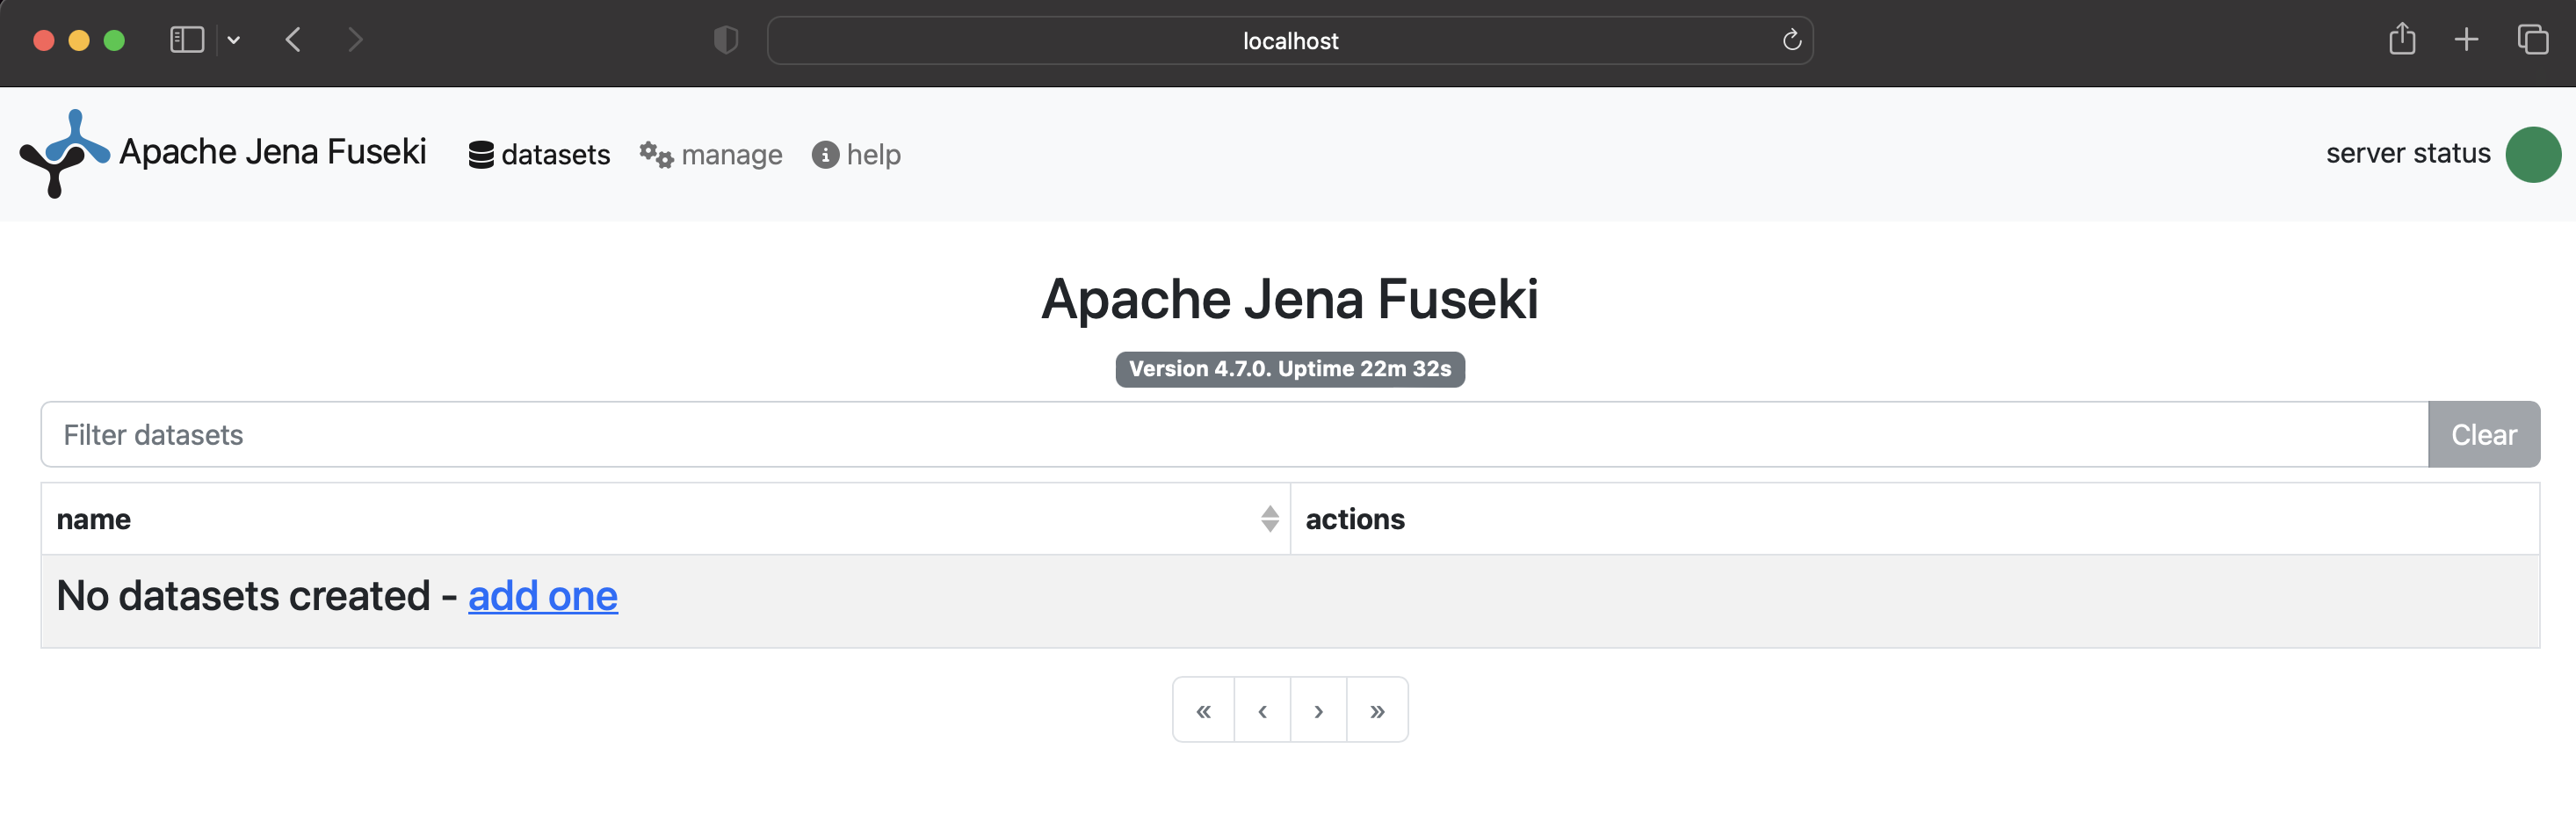 localhost
Apache Jena Fuseki datasets manage help server status
Apache Jena Fuseki
Version 4.7.0. Uptime 22m 32s
Filter datasets Clear
name actions
No datasets created - add one
« ‹ › »